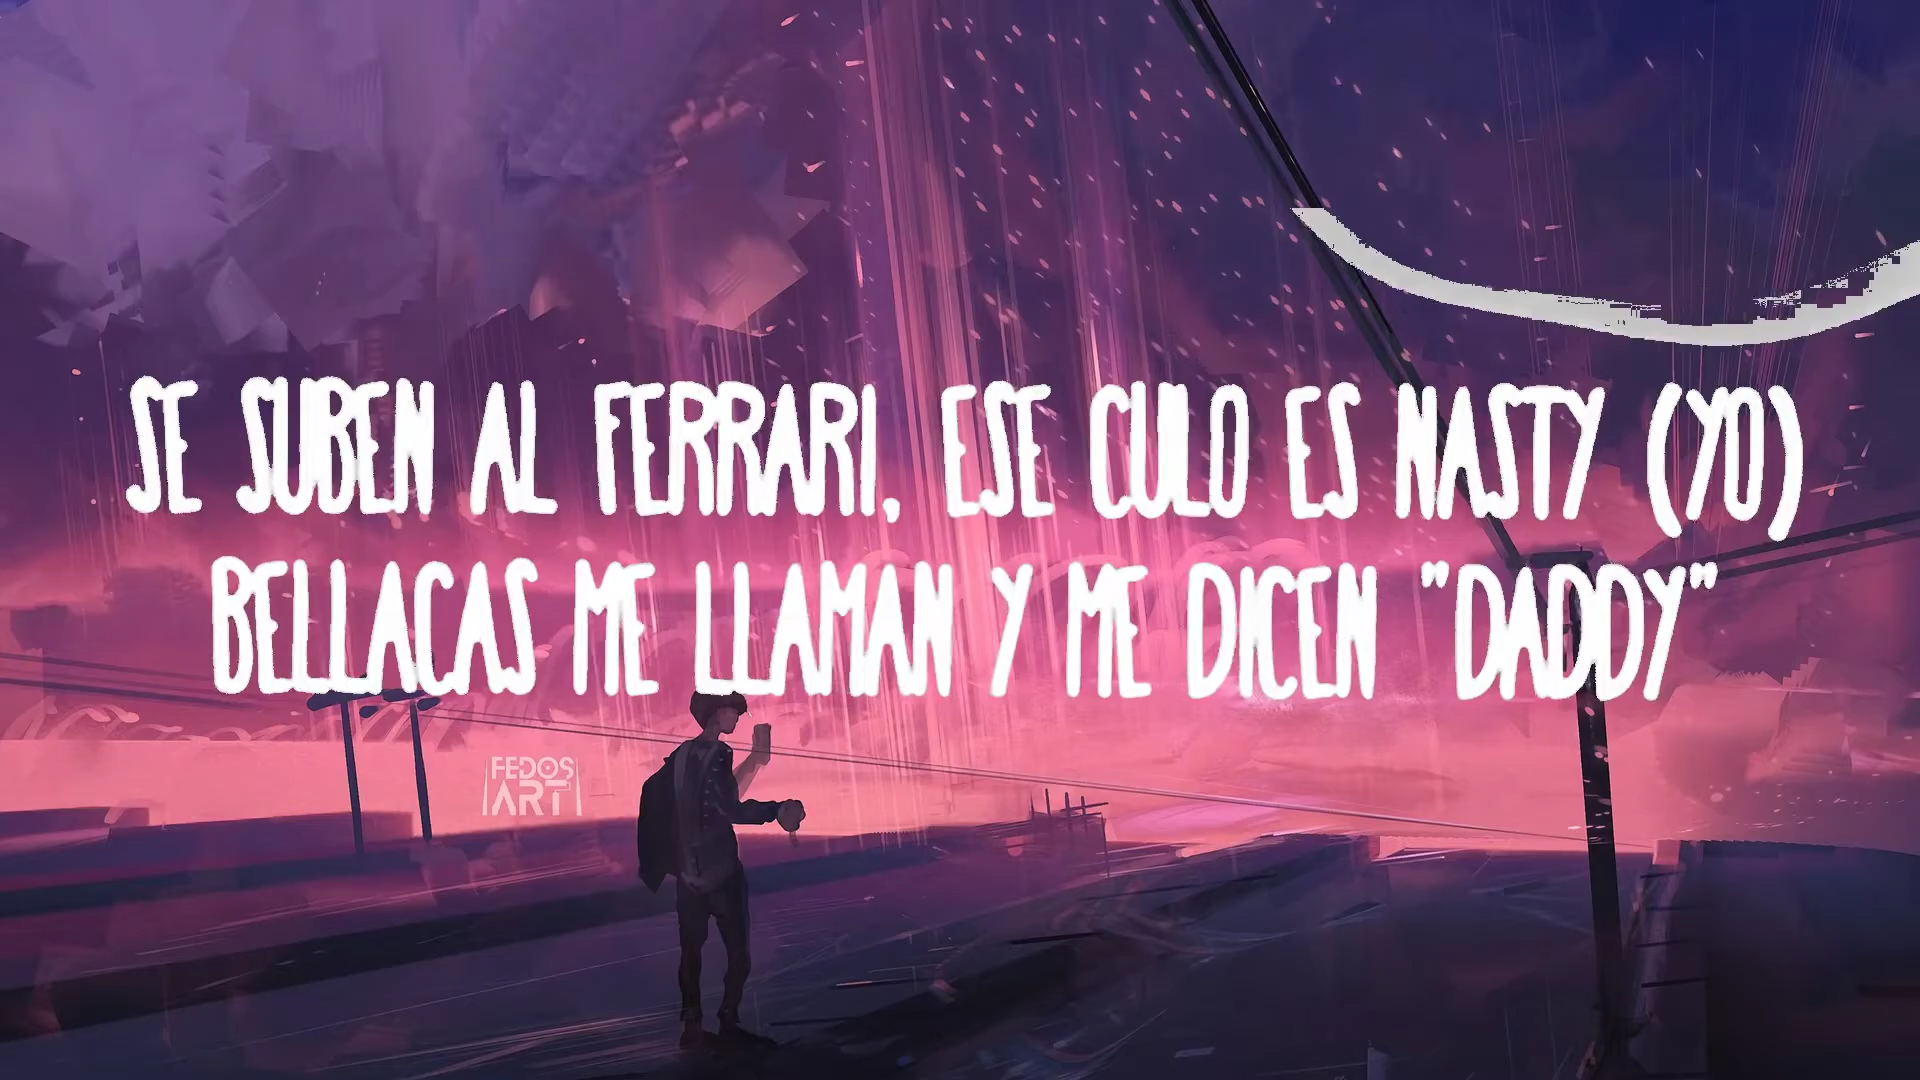 SE SUBEN AL FERRARI, ESE CULO ES NASTY (YO)
BELLACAS ME LLAMAN Y ME DICEN "DADDY"
FEDOS
ART